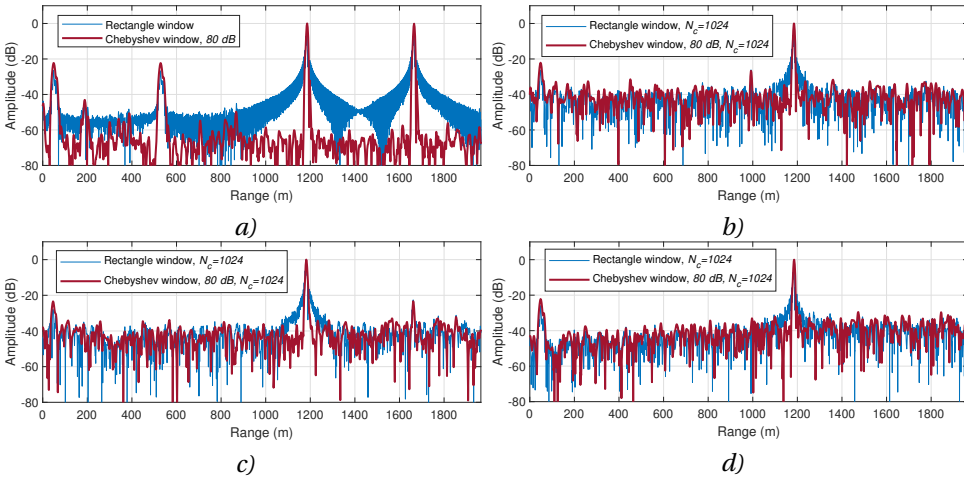 Rectangle window
Chebyshev window, 80 dB
Amplitude (dB)
0
-20
-40
-60
-80
0 200 400 600 800 1000 1200 1400 1600 1800
Range (m)
a)
Rectangle window, N_c=1024
Chebyshev window, 80 dB, N_c=1024
Amplitude (dB)
0
-20
-40
-60
-80
0 200 400 600 800 1000 1200 1400 1600 1800
Range (m)
b)
Rectangle window, N_c=1024
Chebyshev window, 80 dB, N_c=1024
Amplitude (dB)
0
-20
-40
-60
-80
0 200 400 600 800 1000 1200 1400 1600 1800
Range (m)
c)
Rectangle window, N_c=1024
Chebyshev window, 80 dB, N_c=1024
Amplitude (dB)
0
-20
-40
-60
-80
0 200 400 600 800 1000 1200 1400 1600 1800
Range (m)
d)